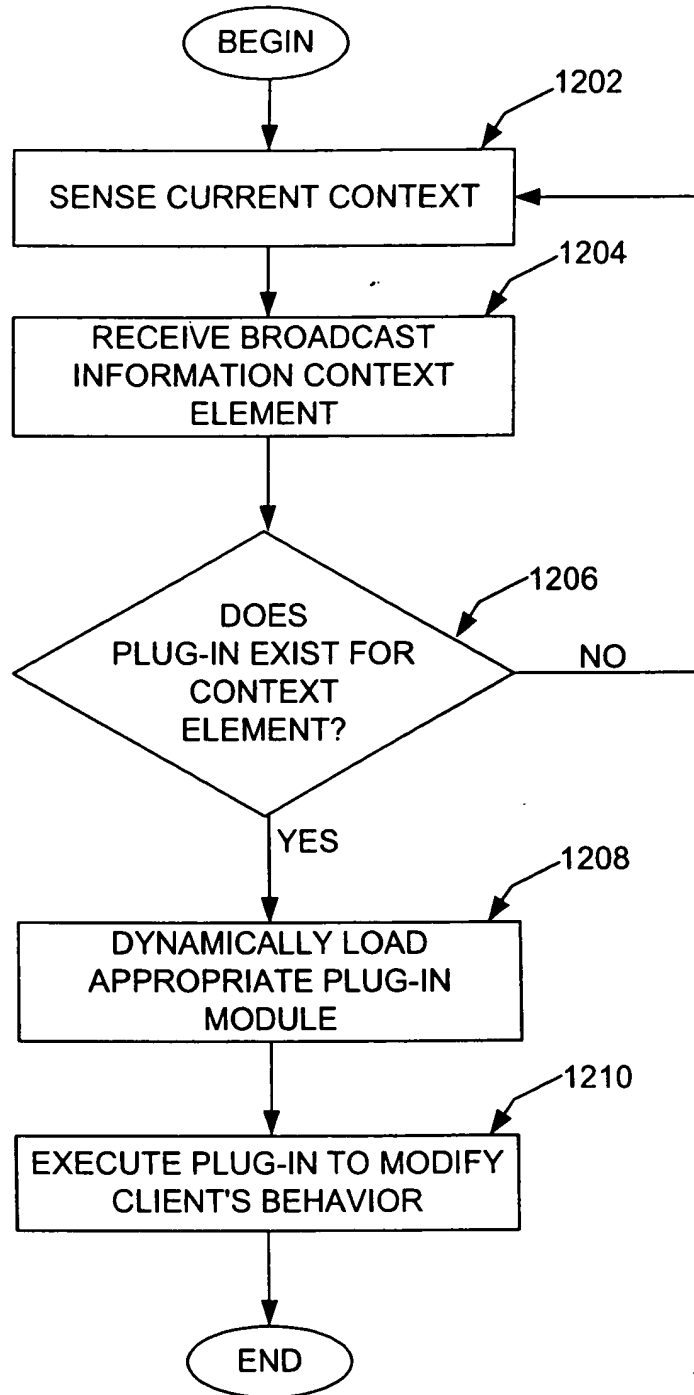 BEGIN
1202
SENSE CURRENT CONTEXT
1204
RECEIVE BROADCAST
INFORMATION CONTEXT
ELEMENT
1206
DOES
PLUG-IN EXIST FOR
CONTEXT
ELEMENT?
NO
YES
1208
DYNAMICALLY LOAD
APPROPRIATE PLUG-IN
MODULE
1210
EXECUTE PLUG-IN TO MODIFY
CLIENT'S BEHAVIOR
END